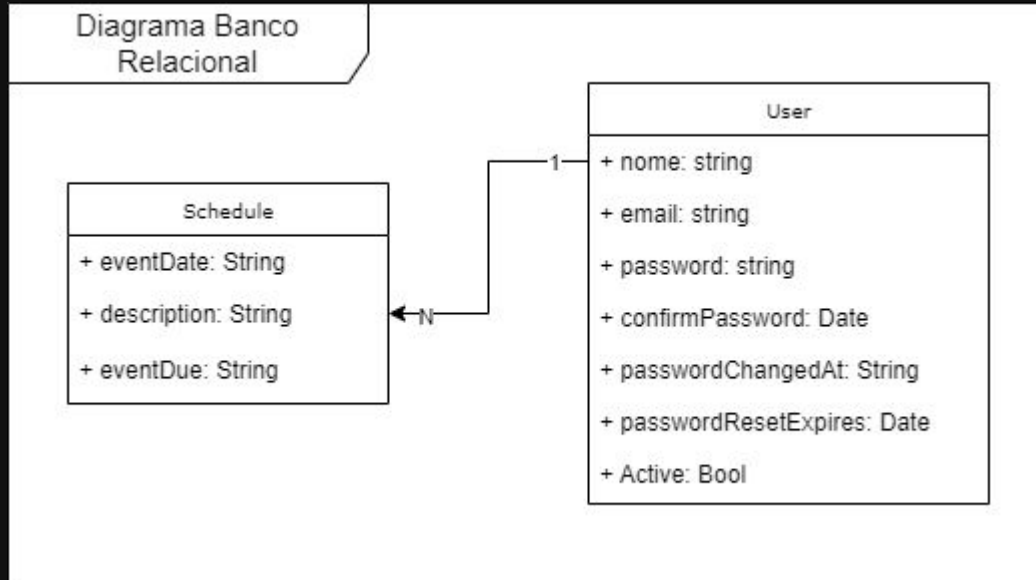 Diagrama Banco
Relacional
User
+ nome: string
+ email: string
+ password: string
+ confirmPassword: Date
+ passwordChangedAt: String
+ passwordResetExpires: Date
+ Active: Bool
1
N
Schedule
+ eventDate: String
+ description: String
+ eventDue: String